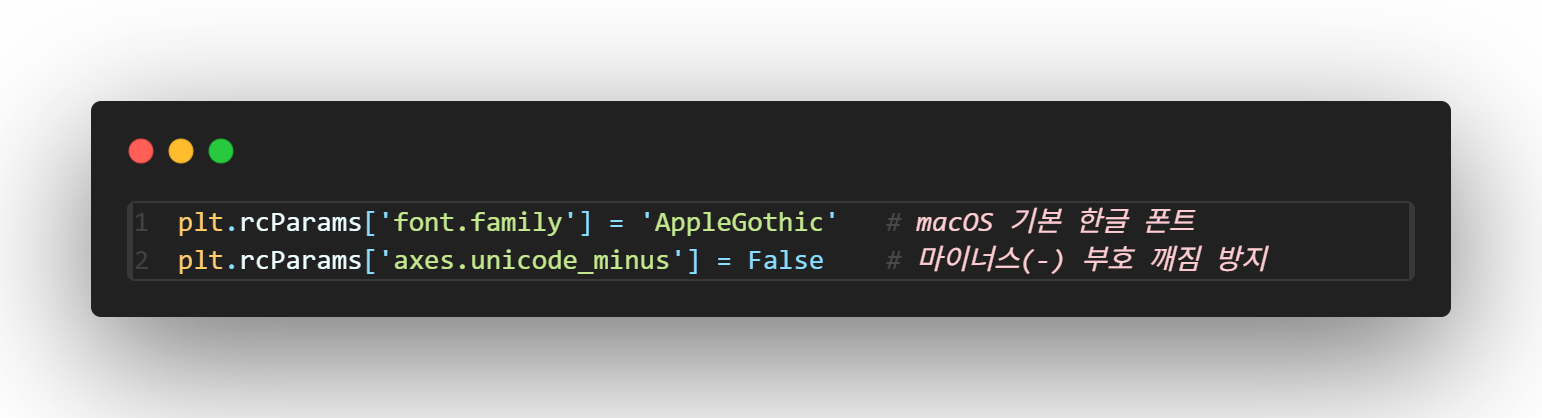 1 plt.rcParams['font.family'] = 'AppleGothic'   # macOS 기본 한글 폰트
2 plt.rcParams['axes.unicode_minus'] = False    # 마이너스(-) 부호 깨짐 방지